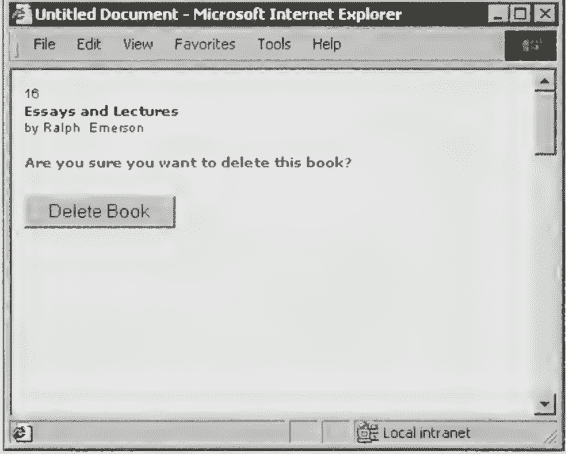 Untitled Document - Microsoft Internet Explorer
File Edit View Favorites Tools Help
16
Essays and Lectures
by Ralph Emerson
Are you sure you want to delete this book?
Delete Book
Local intranet